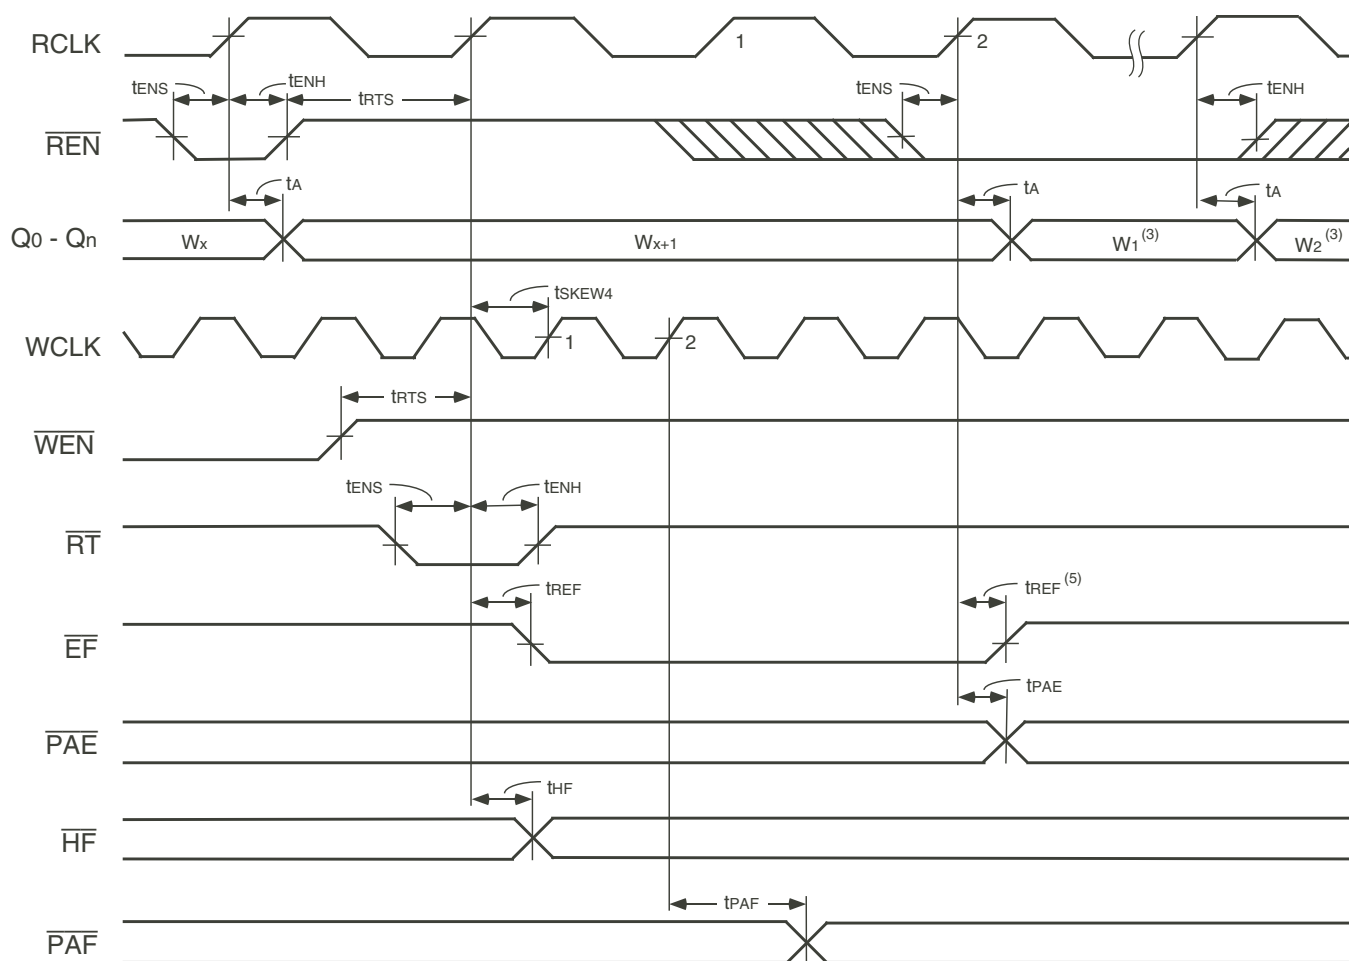 RCLK 1 2
tENS tENH tRTS tENS tENH
REN
tA tA tA
Q0 - Qn Wx Wx+1 W1(3) W2(3)
tSKEW4
WCLK 1 2
tRTS
WEN
tENS tENH
RT
tREF tREF(5)
EF
tPAE
PAE
tHF
HF
tPAF
PAF